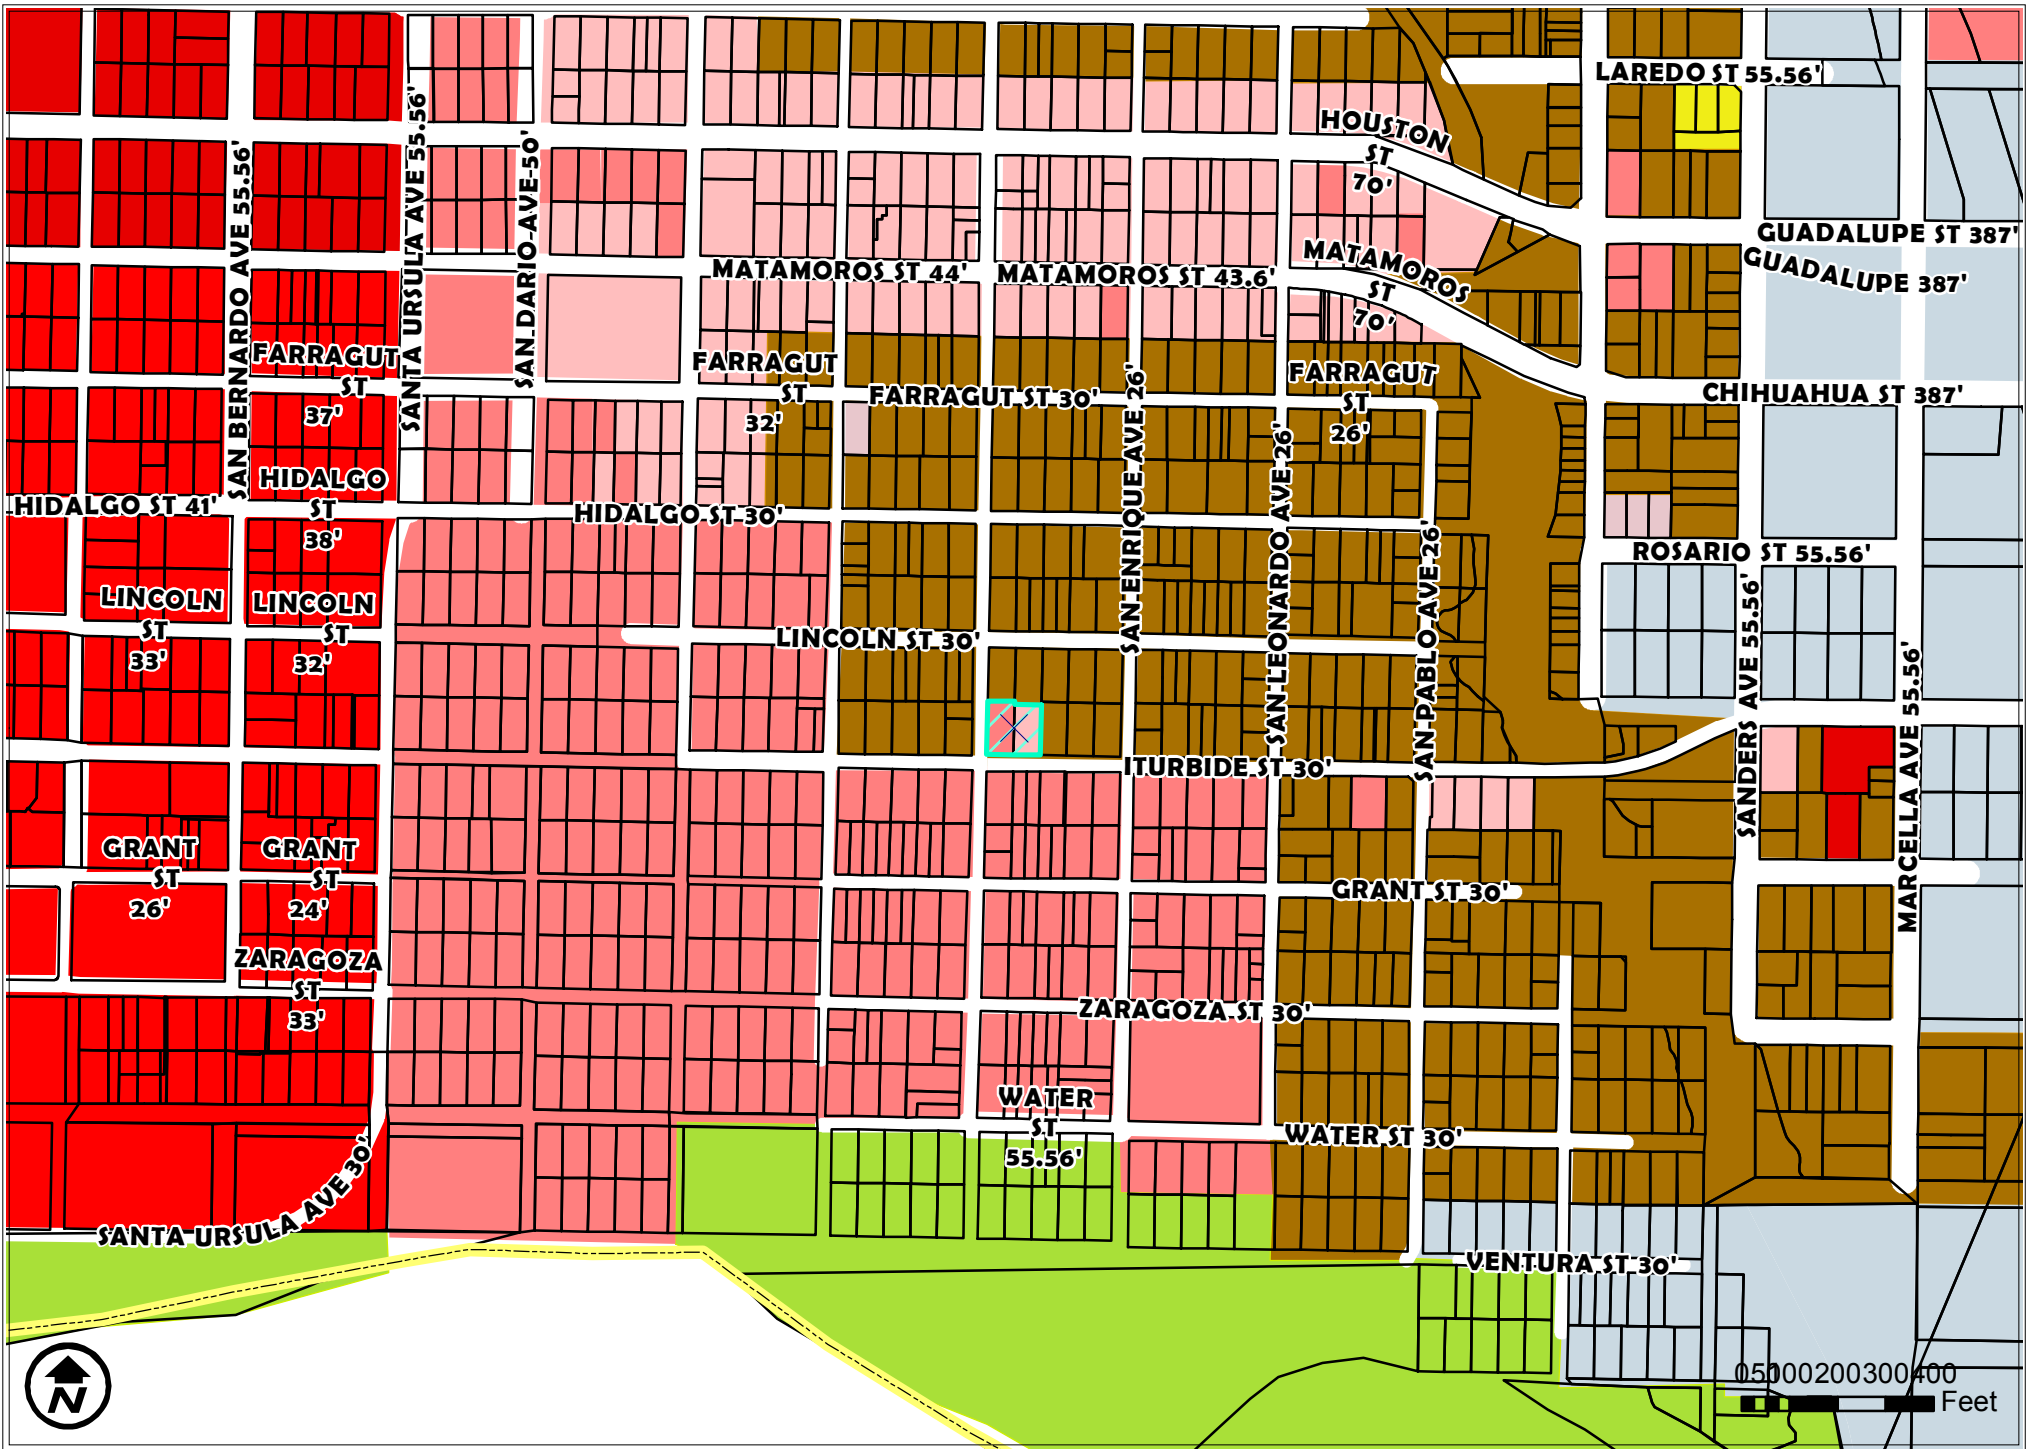 LAREDO ST 55.56'
SANTA URSULA AVE 55.56'
SAN DARIO AVE 50'
SAN BERNARDO AVE 55.56'
HOUSTON
ST
70'
GUADALUPE ST 387'
GUADALUPE 387'
MATAMOROS ST 44'
MATAMOROS ST 43.6'
MATAMOROS
ST
70'
FARRAGUT
ST
37'
FARRAGUT
ST
32'
FARRAGUT ST 30'
FARRAGUT
ST
26'
CHIHUAHUA ST 387'
SAN ENRIQUE AVE 26'
SAN LEONARDO AVE 26'
SAN PABLO AVE 26'
HIDALGO ST 41'
HIDALGO
ST
38'
HIDALGO ST 30'
ROSARIO ST 55.56'
LINCOLN
ST
33'
LINCOLN
ST
32'
LINCOLN ST 30'
SANDERS AVE 55.56'
MARCELLA AVE 55.56'
ITURBIDE ST 30'
GRANT
ST
26'
GRANT
ST
24'
GRANT ST 30'
ZARAGOZA
ST
33'
ZARAGOZA ST 30'
WATER
ST
55.56'
WATER ST 30'
SANTA URSULA AVE 30'
VENTURA ST 30'
N
Feet